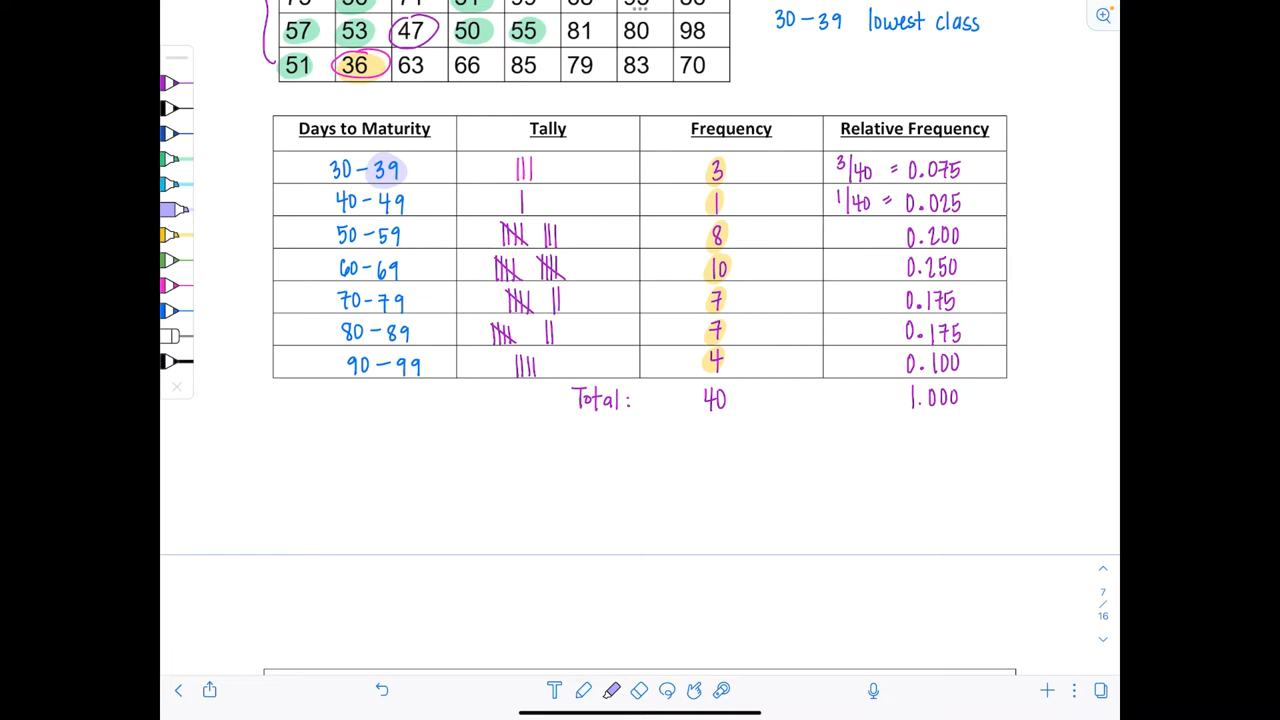 30-39 lowest class
57 53 47 50 55 81 80 98
51 36 63 66 85 79 83 70
Days to Maturity Tally Frequency Relative Frequency
30-39 3 3/40 = 0.075
40-49 1 1/40 = 0.025
50-59 8 0.200
60-69 10 0.250
70-79 7 0.175
80-89 7 0.175
90-99 4 0.100
Total: 40 1.000
7
/
16
T